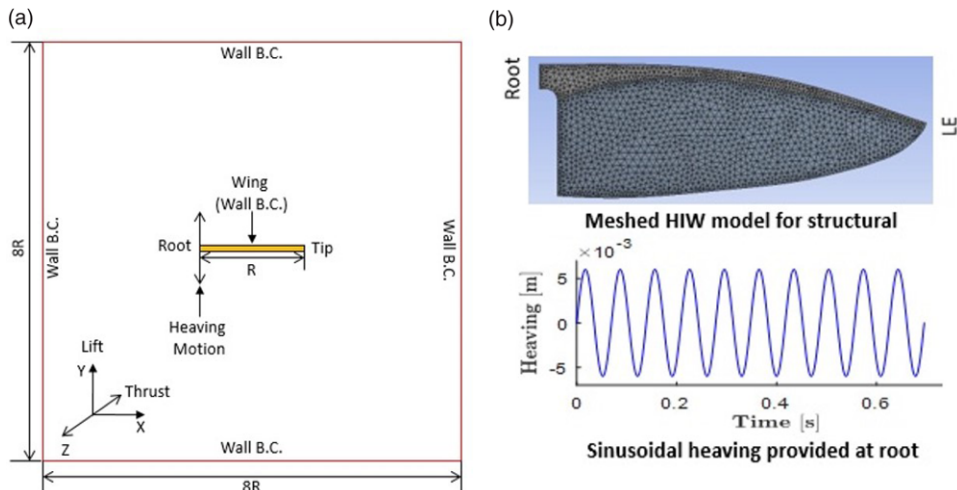 (a)
Wall B.C.
8R
Wall B.C.
Wing
(Wall B.C.)
Root
Tip
R
Wall B.C.
Heaving
Motion
Lift
Y
Thrust
X
Z
Wall B.C.
8R
(b)
Root
LE
Meshed HIW model for structural
×10⁻³
Heaving [m]
5
0
-5
0
0.2
0.4
0.6
Time [s]
Sinusoidal heaving provided at root